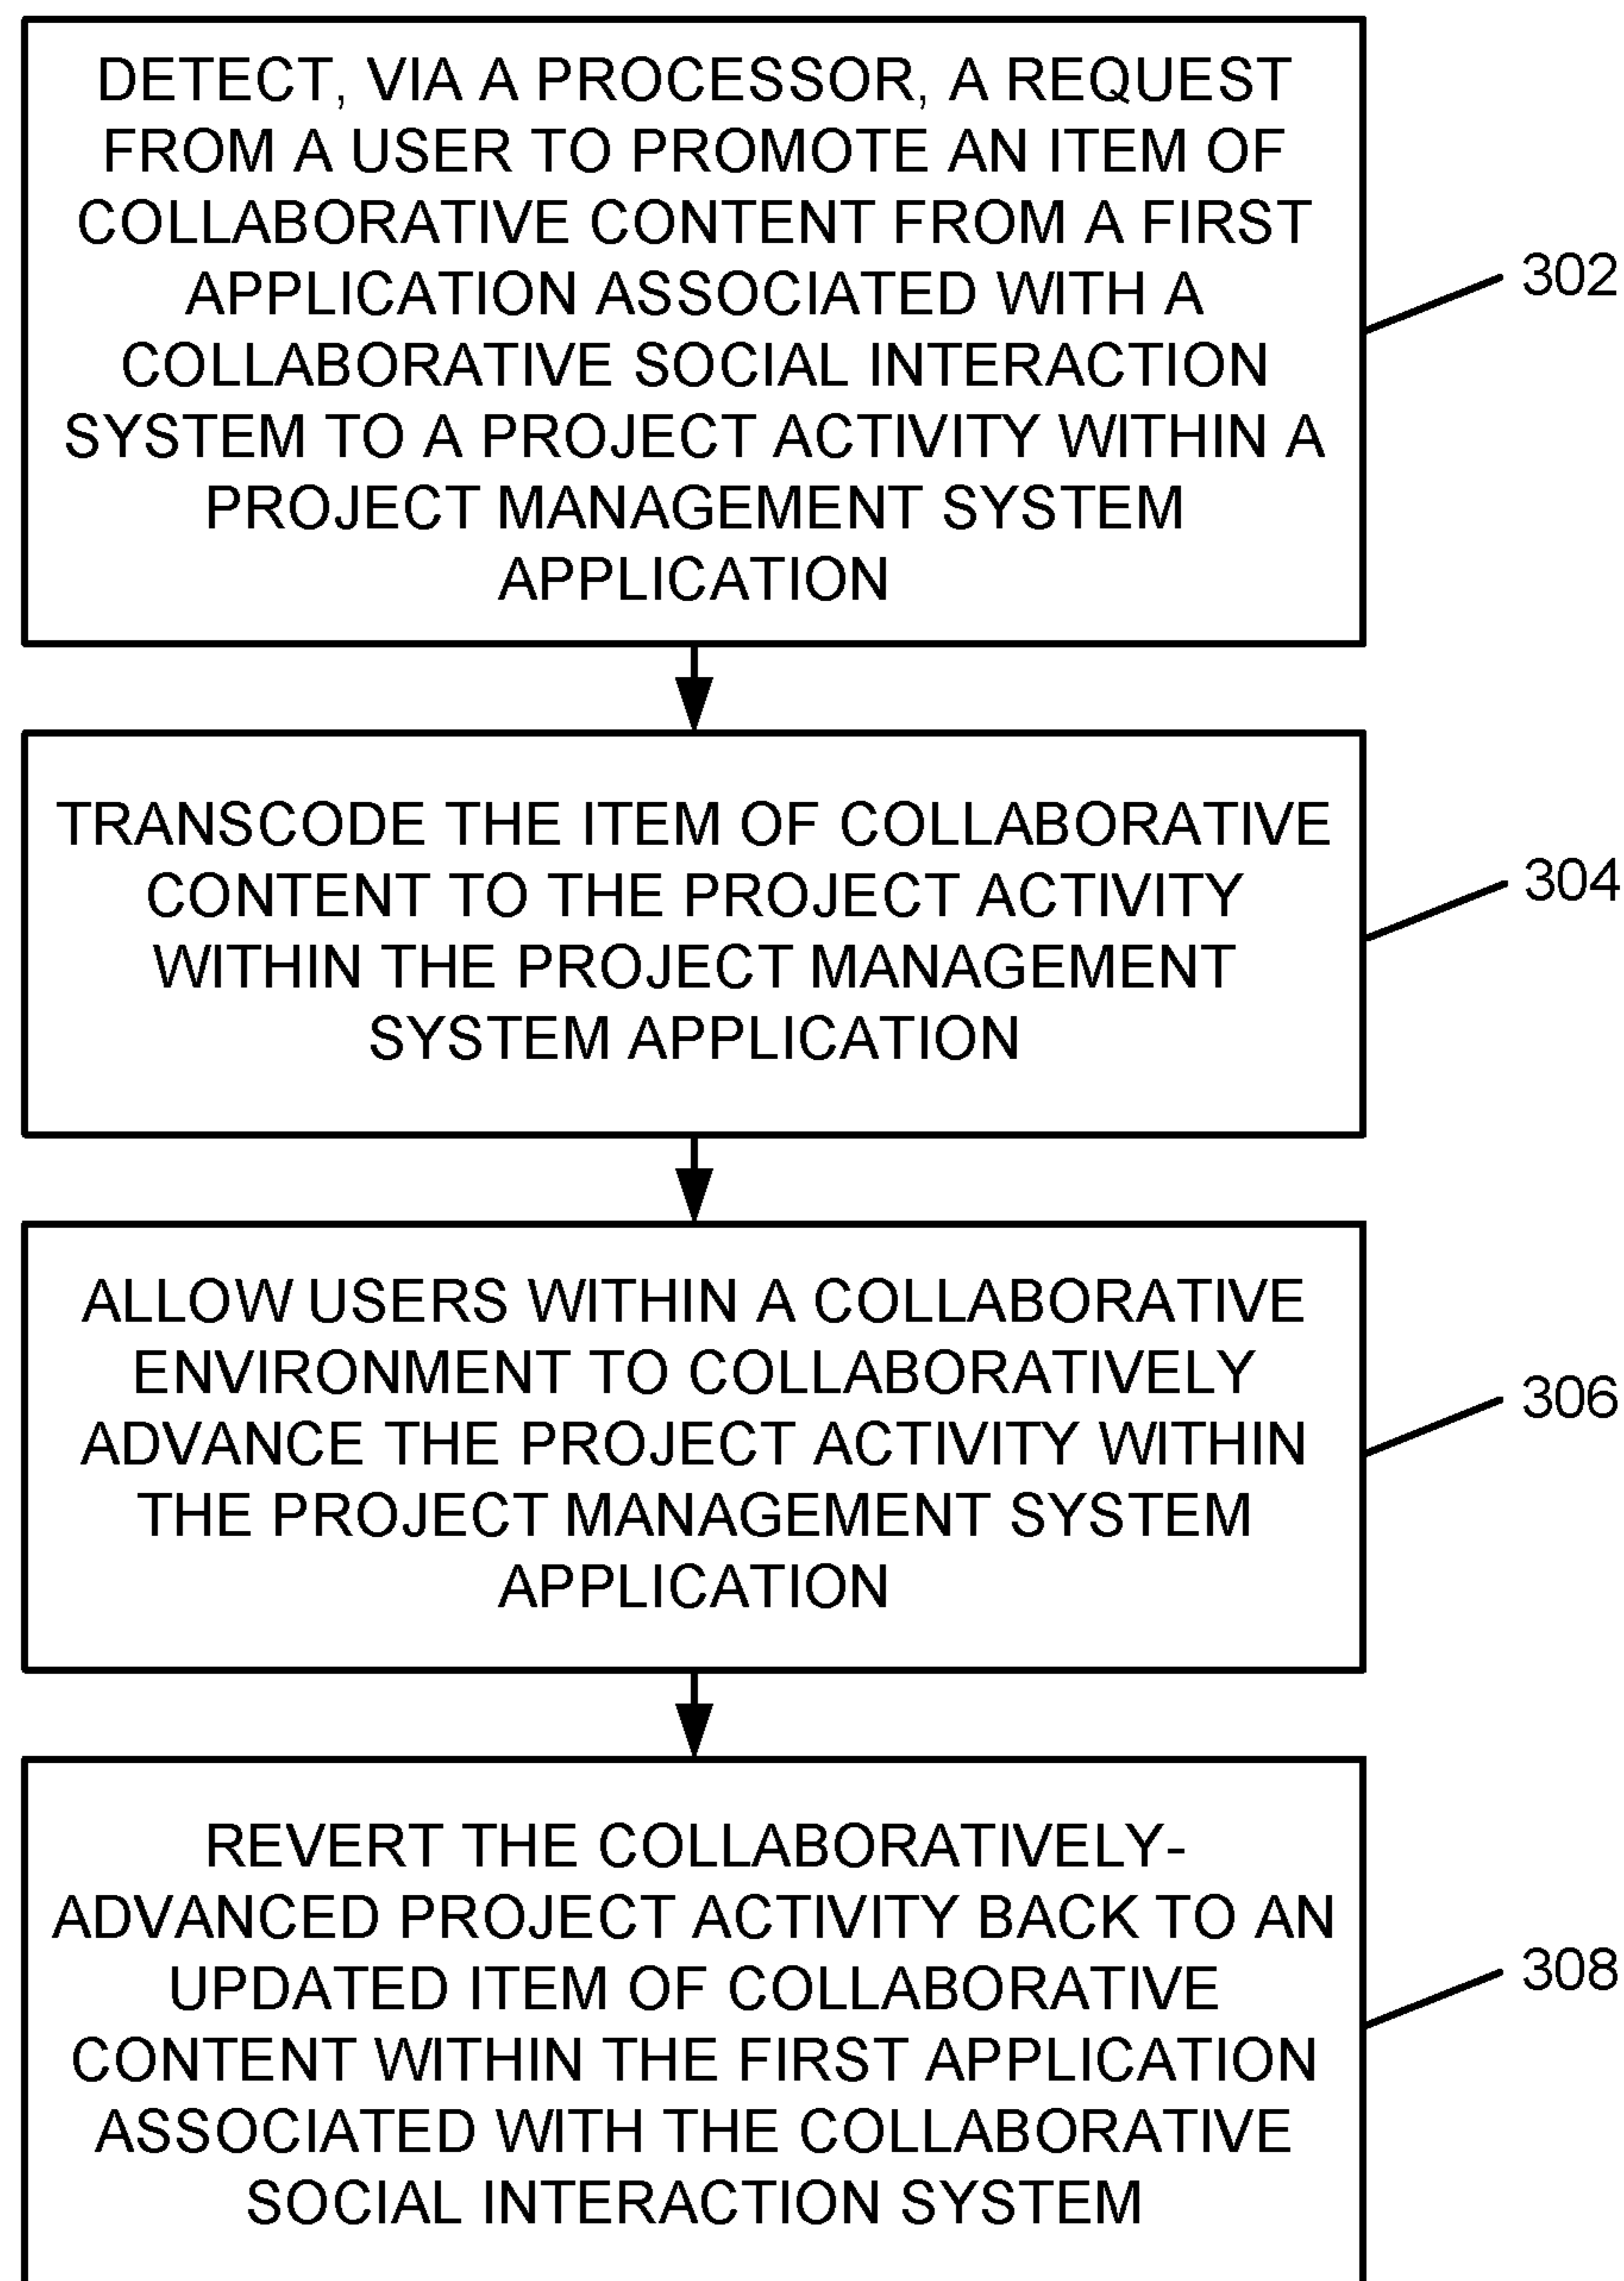 DETECT, VIA A PROCESSOR, A REQUEST
FROM A USER TO PROMOTE AN ITEM OF
COLLABORATIVE CONTENT FROM A FIRST
APPLICATION ASSOCIATED WITH A
COLLABORATIVE SOCIAL INTERACTION
SYSTEM TO A PROJECT ACTIVITY WITHIN A
PROJECT MANAGEMENT SYSTEM
APPLICATION
302
TRANSCODE THE ITEM OF COLLABORATIVE
CONTENT TO THE PROJECT ACTIVITY
WITHIN THE PROJECT MANAGEMENT
SYSTEM APPLICATION
304
ALLOW USERS WITHIN A COLLABORATIVE
ENVIRONMENT TO COLLABORATIVELY
ADVANCE THE PROJECT ACTIVITY WITHIN
THE PROJECT MANAGEMENT SYSTEM
APPLICATION
306
REVERT THE COLLABORATIVELY-
ADVANCED PROJECT ACTIVITY BACK TO AN
UPDATED ITEM OF COLLABORATIVE
CONTENT WITHIN THE FIRST APPLICATION
ASSOCIATED WITH THE COLLABORATIVE
SOCIAL INTERACTION SYSTEM
308